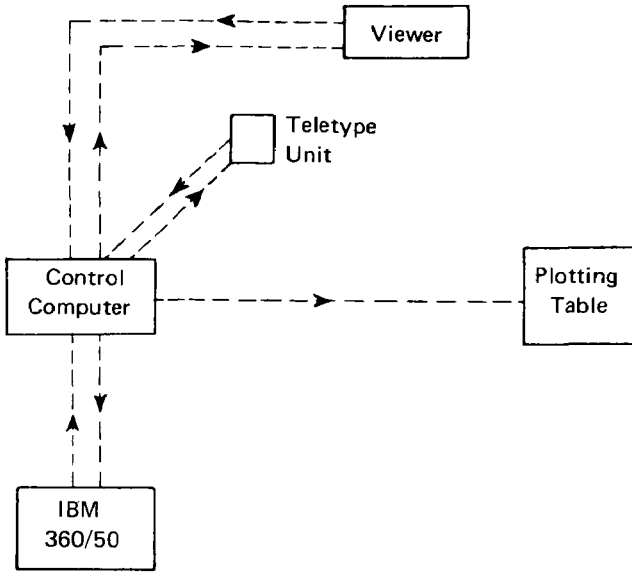 Viewer
Teletype
Unit
Control
Computer
Plotting
Table
IBM
360/50